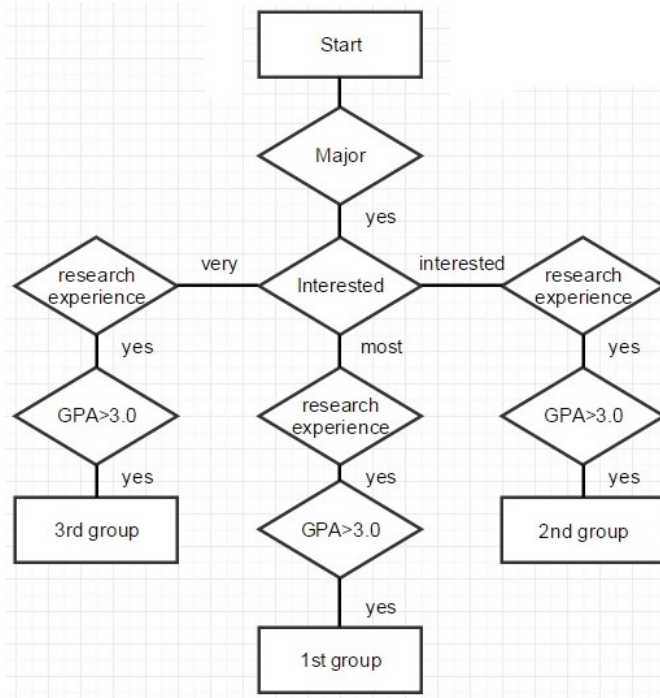 Start
Major
yes
very
interested
research
experience
Interested
research
experience
yes
most
yes
GPA>3.0
research
experience
GPA>3.0
yes
yes
yes
3rd group
GPA>3.0
2nd group
yes
1st group